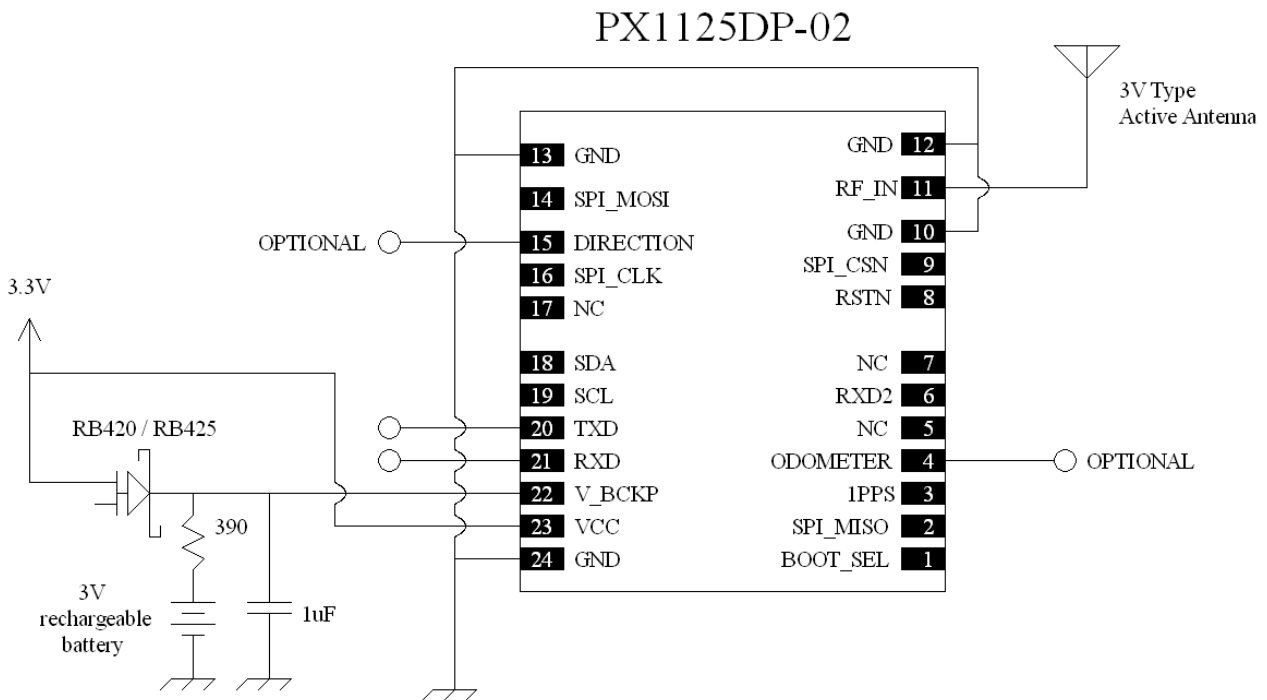 PX1125DP-02
3V Type
Active Antenna
13 GND
14 SPI_MOSI
OPTIONAL
15 DIRECTION
16 SPI_CLK
17 NC
18 SDA
19 SCL
20 TXD
21 RXD
22 V_BCKP
23 VCC
24 GND
GND 12
RF_IN 11
GND 10
SPI_CSN 9
RSTN 8
NC 7
RXD2 6
NC 5
ODOMETER 4
OPTIONAL
1PPS 3
SPI_MISO 2
BOOT_SEL 1
3.3V
RB420 / RB425
390
3V
rechargeable
battery
1uF